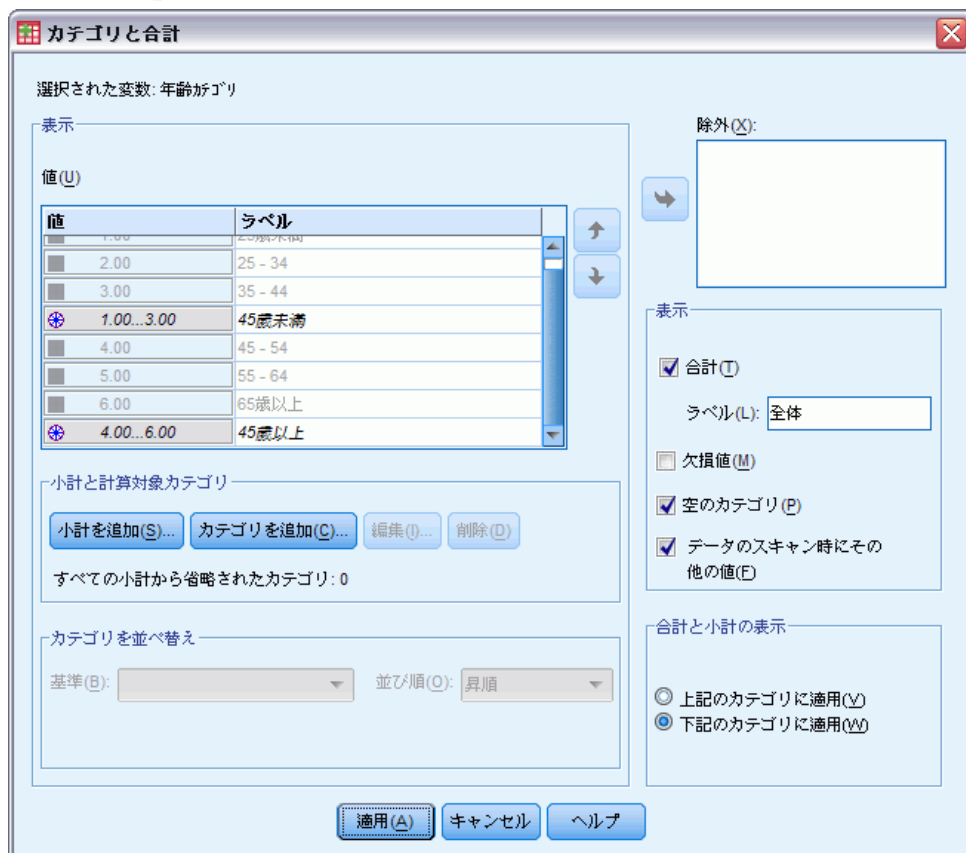 カテゴリと合計
選択された変数: 年齢カテゴリ
表示
値(U)
値 ラベル
2.00 25 - 34
3.00 35 - 44
1.00...3.00 45歳未満
4.00 45 - 54
5.00 55 - 64
6.00 65歳以上
4.00...6.00 45歳以上
小計と計算対象カテゴリ
小計を追加(S)... カテゴリを追加(C)... 編集(I)... 削除(D)
すべての小計から省略されたカテゴリ: 0
カテゴリを並べ替え
基準(B): 並び順(O): 昇順
除外(X):
表示
合計(T)
ラベル(L): 全体
欠損値(M)
空のカテゴリ(P)
データのスキャン時にその
他の値(F)
合計と小計の表示
上記のカテゴリに適用(V)
下記のカテゴリに適用(W)
適用(A) キャンセル ヘルプ